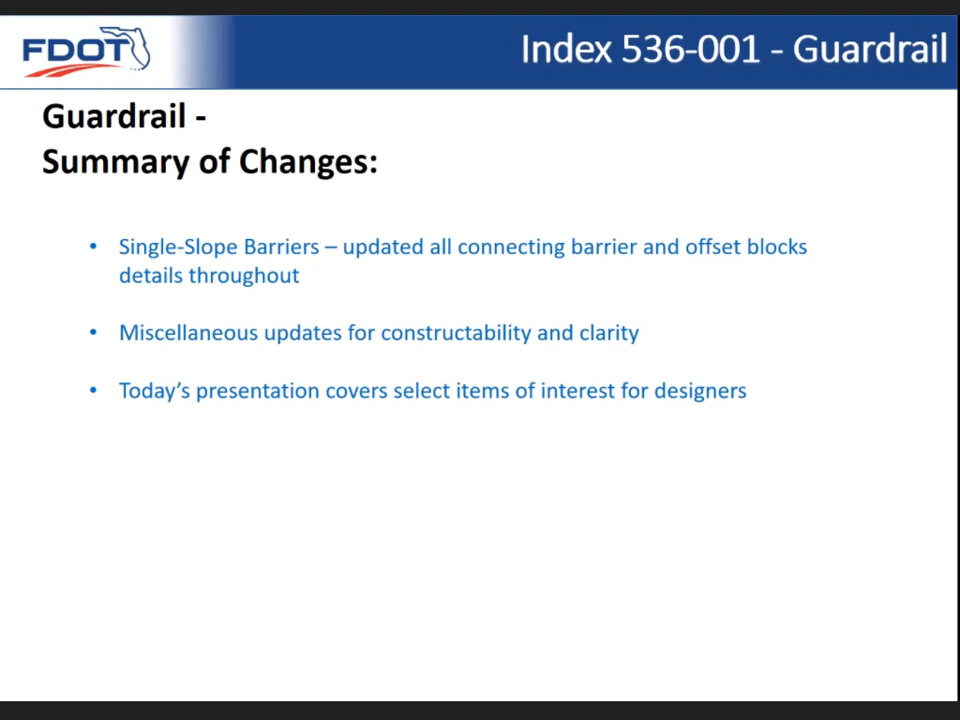 FDOT
Index 536-001 - Guardrail
Guardrail -
Summary of Changes:
• Single-Slope Barriers – updated all connecting barrier and offset blocks
details throughout
• Miscellaneous updates for constructability and clarity
• Today’s presentation covers select items of interest for designers